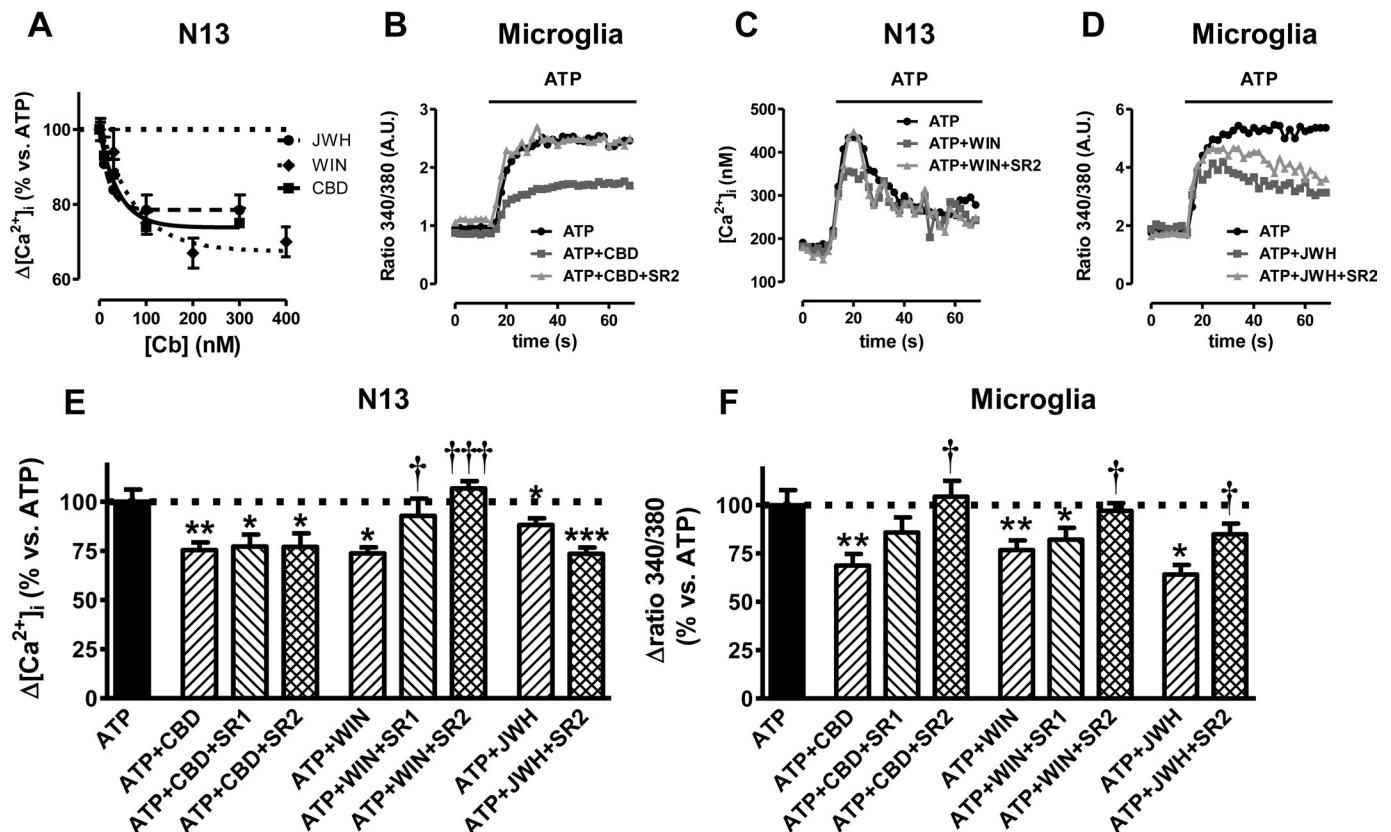 A
N13
Δ[Ca²⁺]ᵢ (% vs. ATP)
100
80
60
0 100 200 300 400
[Cb] (nM)
JWH
WIN
CBD
B
Microglia
ATP
Ratio 340/380 (A.U.)
3
2
1
0
0 20 40 60
time (s)
ATP
ATP+CBD
ATP+CBD+SR2
C
N13
ATP
[Ca²⁺]ᵢ (nM)
500
400
300
200
100
0 20 40 60
time (s)
ATP
ATP+WIN
ATP+WIN+SR2
D
Microglia
ATP
Ratio 340/380 (A.U.)
6
4
2
0
0 20 40 60
time (s)
ATP
ATP+JWH
ATP+JWH+SR2
E
N13
Δ[Ca²⁺]ᵢ (% vs. ATP)
100
75
50
25
0
** * * * † ††† * ***
ATP
ATP+CBD
ATP+CBD+SR1
ATP+CBD+SR2
ATP+WIN
ATP+WIN+SR1
ATP+WIN+SR2
ATP+JWH
ATP+JWH+SR2
F
Microglia
Δratio 340/380
(% vs. ATP)
100
75
50
25
0
** † ** * † * †
ATP
ATP+CBD
ATP+CBD+SR1
ATP+CBD+SR2
ATP+WIN
ATP+WIN+SR1
ATP+WIN+SR2
ATP+JWH
ATP+JWH+SR2